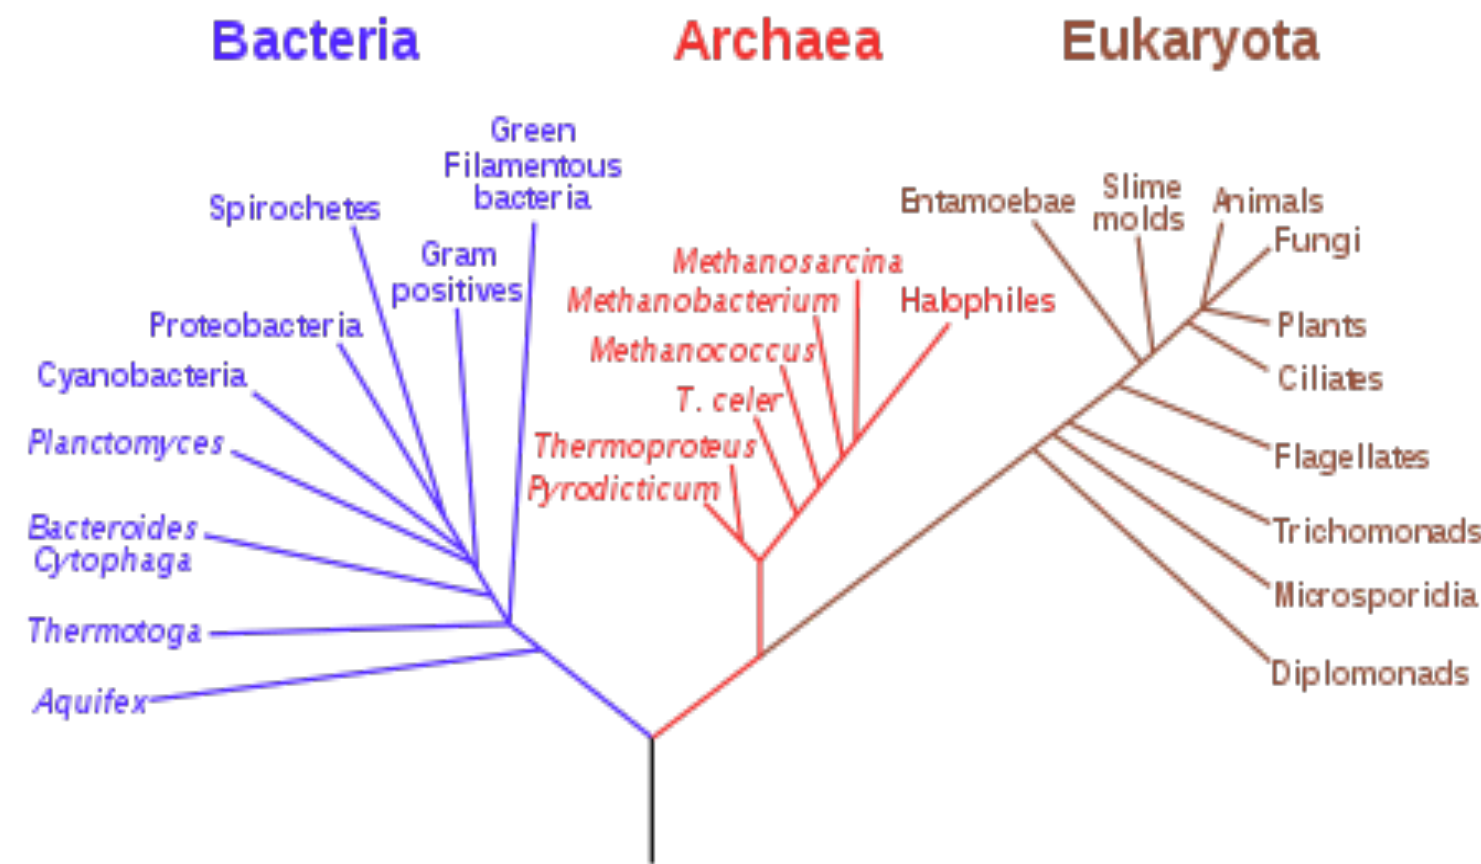 Bacteria
Archaea
Eukaryota
Green
Filamentous
bacteria
Spirochetes
Gram
positives
Proteobacteria
Cyanobacteria
Planctomyces
Bacteroides
Cytophaga
Thermotoga
Aquifex
Methanosarcina
Methanobacterium
Halophiles
Methanococcus
T. celer
Thermoproteus
Pyrodicticum
Entamoebae
Slime
molds
Animals
Fungi
Plants
Ciliates
Flagellates
Trichomonads
Microsporidia
Diplomonads